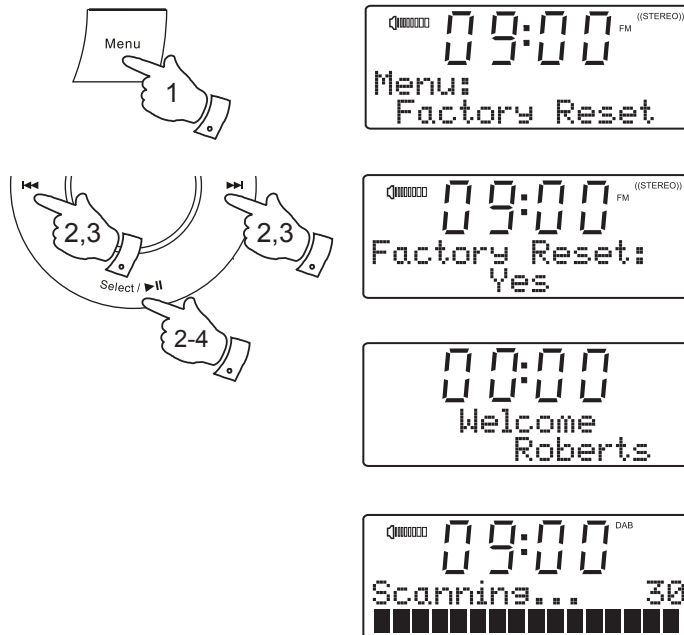 Menu
1
09:00
FM
((STEREO))
Menu:
Factory Reset
2,3
2,3
Select /
2-4
09:00
FM
((STEREO))
Factory Reset:
Yes
00:00
Welcome
Roberts
09:00
DAB
Scanning... 30